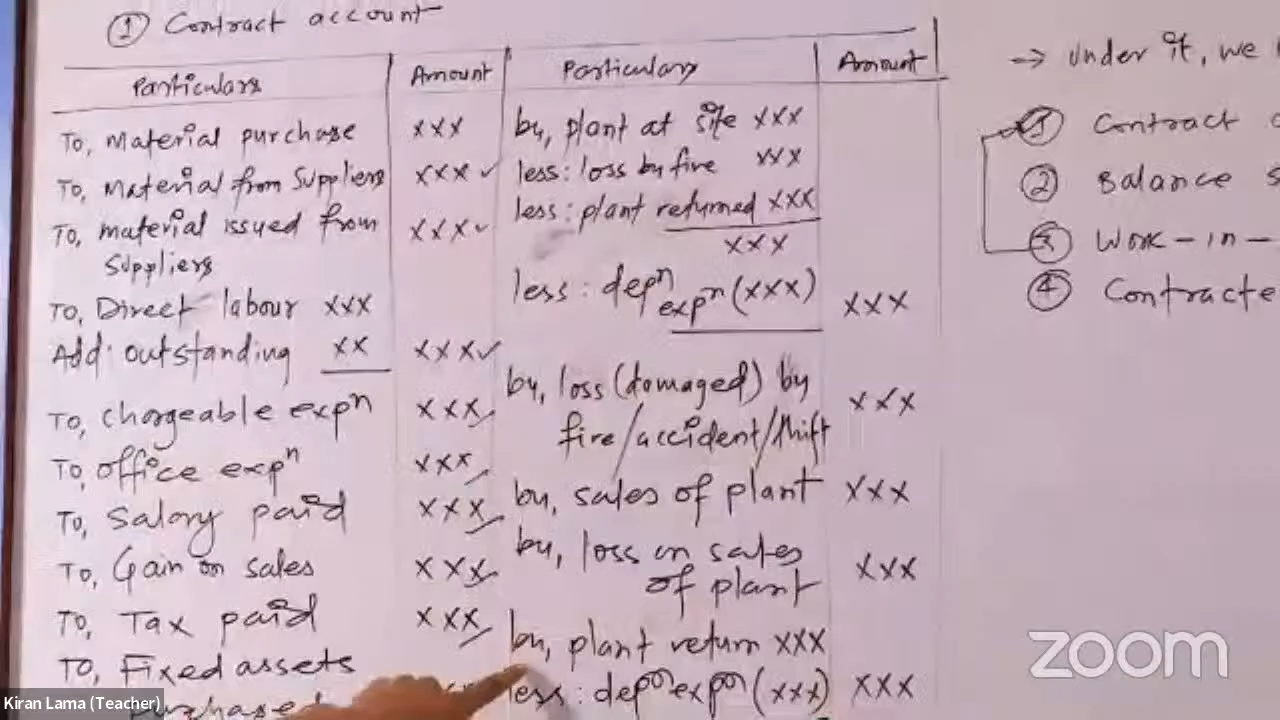 ① Contract account
Particulars
Amount
Particulars
Amount
To, Material purchase xxx
To, Material from Suppliers xxx
To, material issued from xxx
Suppliers
To, Direct labour xxx
Add: outstanding xx xxx
To, chargeable expⁿ xxx
To, office expⁿ xxx
To, Salary paid xxx
To, Gain on sales xxx
To, Tax paid xxx
To, Fixed assets
purchased
by, plant at site xxx
less: loss by fire xxx
less: plant returned xxx
xxx
less: depⁿ
expⁿ (xxx) xxx
by, loss (damaged) by xxx
fire/accident/thift
by, sales of plant xxx
by, loss on sales
of plant xxx
by, plant return xxx
less: depⁿ expⁿ (xxx) xxx
→ Under it, we
① Contract
② Balance S
③ Work-in-
④ Contracte
zoom
Kiran Lama (Teacher)